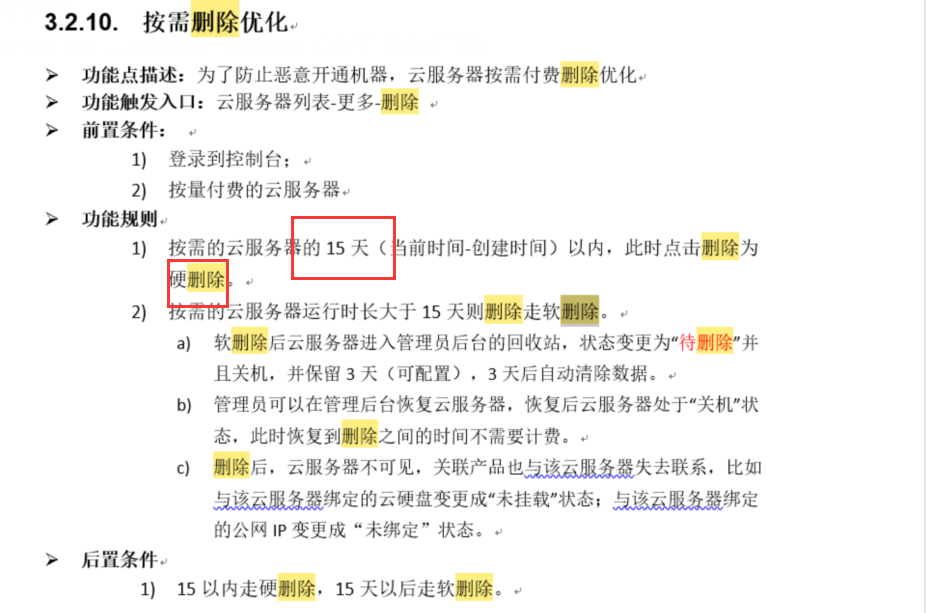 3.2.10. 按需删除优化
➢ 功能点描述：为了防止恶意开通机器，云服务器按需付费删除优化
➢ 功能触发入口：云服务器列表-更多-删除
➢ 前置条件：
1) 登录到控制台；
2) 按量付费的云服务器
➢ 功能规则
1) 按需的云服务器的 15 天（当前时间-创建时间）以内，此时点击删除为
硬删除。
2) 按需的云服务器运行时长大于 15 天则删除走软删除。
a) 软删除后云服务器进入管理员后台的回收站，状态变更为“待删除”并
且关机，并保留 3 天（可配置），3 天后自动清除数据。
b) 管理员可以在管理后台恢复云服务器，恢复后云服务器处于“关机”状
态，此时恢复到删除之间的时间不需要计费。
c) 删除后，云服务器不可见，关联产品也与该云服务器失去联系，比如
与该云服务器绑定的云硬盘变更成“未挂载”状态；与该云服务器绑定
的公网 IP 变更成“未绑定”状态。
➢ 后置条件
1) 15 以内走硬删除，15 天以后走软删除。